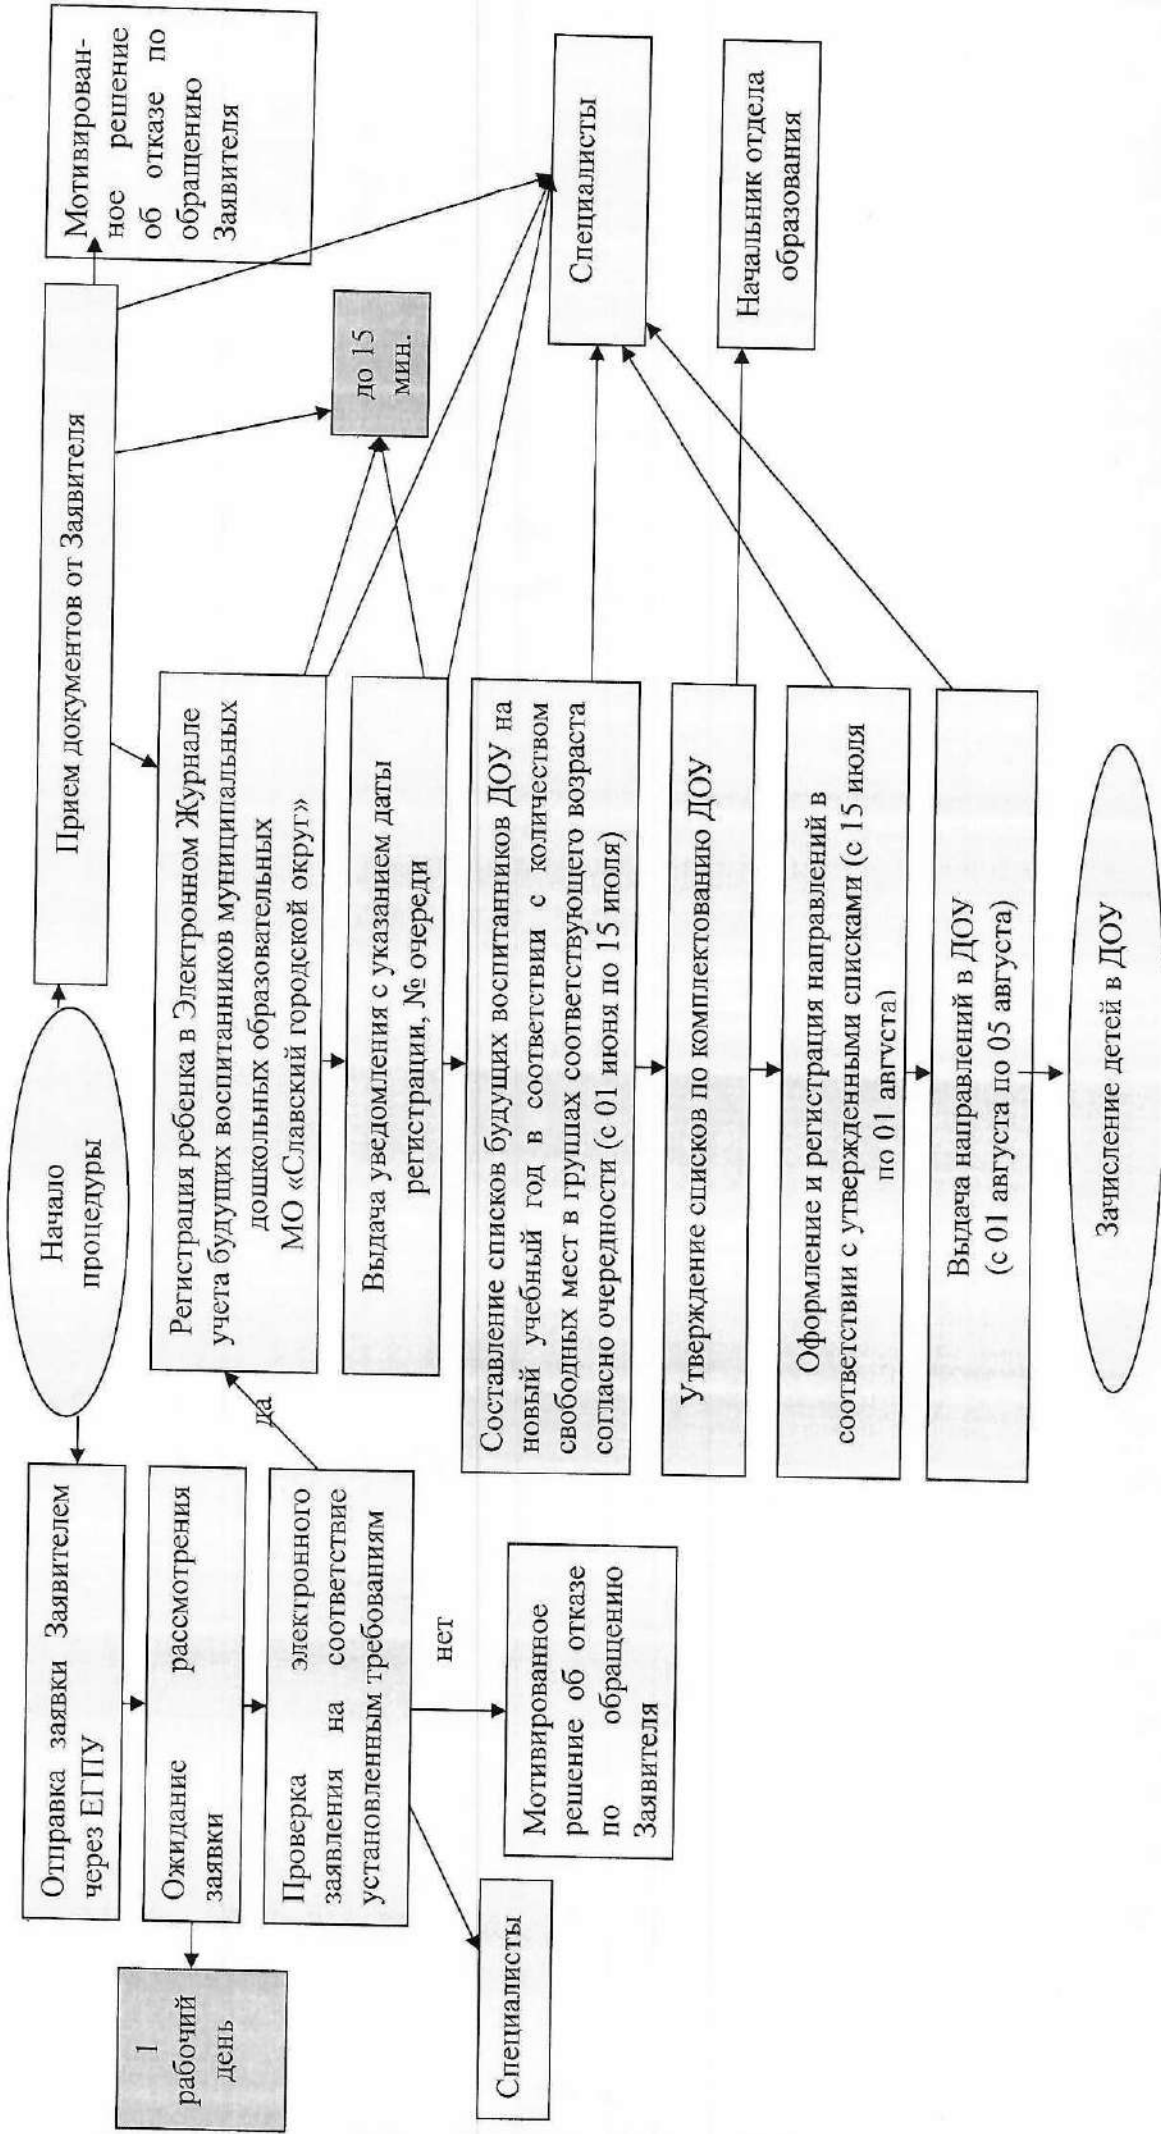 Начало
процедуры
Отправка заявки Заявителем
через ЕГПУ
Ожидание рассмотрения
заявки
1
рабочий
день
Проверка электронного
заявления на соответствие
установленным требованиям
да
нет
Специалисты
Мотивированное
решение об отказе
по обращению
Заявителя
Прием документов от Заявителя
Мотивирован-
ное решение
об отказе по
обращению
Заявителя
до 15
мин.
Регистрация ребенка в Электронном Журнале
учета будущих воспитанников муниципальных
дошкольных образовательных
МО «Славский городской округ»
Выдача уведомления с указанием даты
регистрации, № очереди
Составление списков будущих воспитанников ДОУ на
новый учебный год в соответствии с количеством
свободных мест в группах соответствующего возраста
согласно очередности (с 01 июня по 15 июля)
Специалисты
Утверждение списков по комплектованию ДОУ
Начальник отдела
образования
Оформление и регистрация направлений в
соответствии с утвержденными списками (с 15 июля
по 01 августа)
Выдача направлений в ДОУ
(с 01 августа по 05 августа)
Зачисление детей в ДОУ